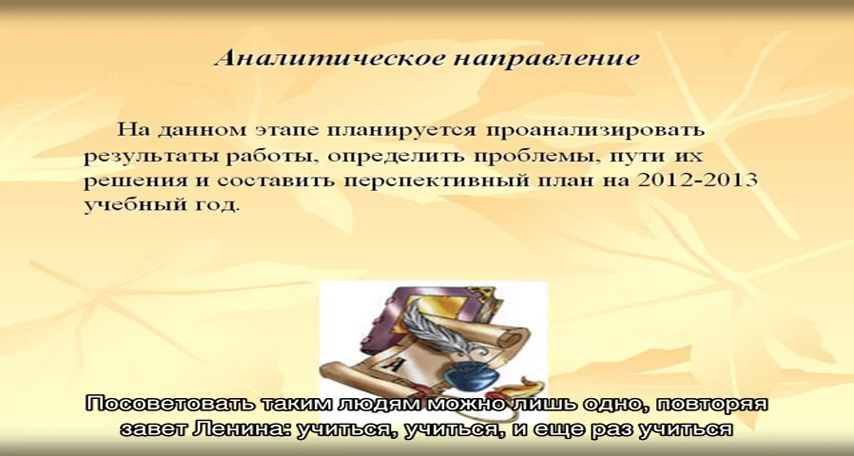 Аналитическое направление
На данном этапе планируется проанализировать
результаты работы, определить проблемы, пути их
решения и составить перспективный план на 2012-2013
учебный год.
А
Посоветовать таким людям можно лишь одно, повторяя
завет Ленина: учиться, учиться, и еще раз учиться